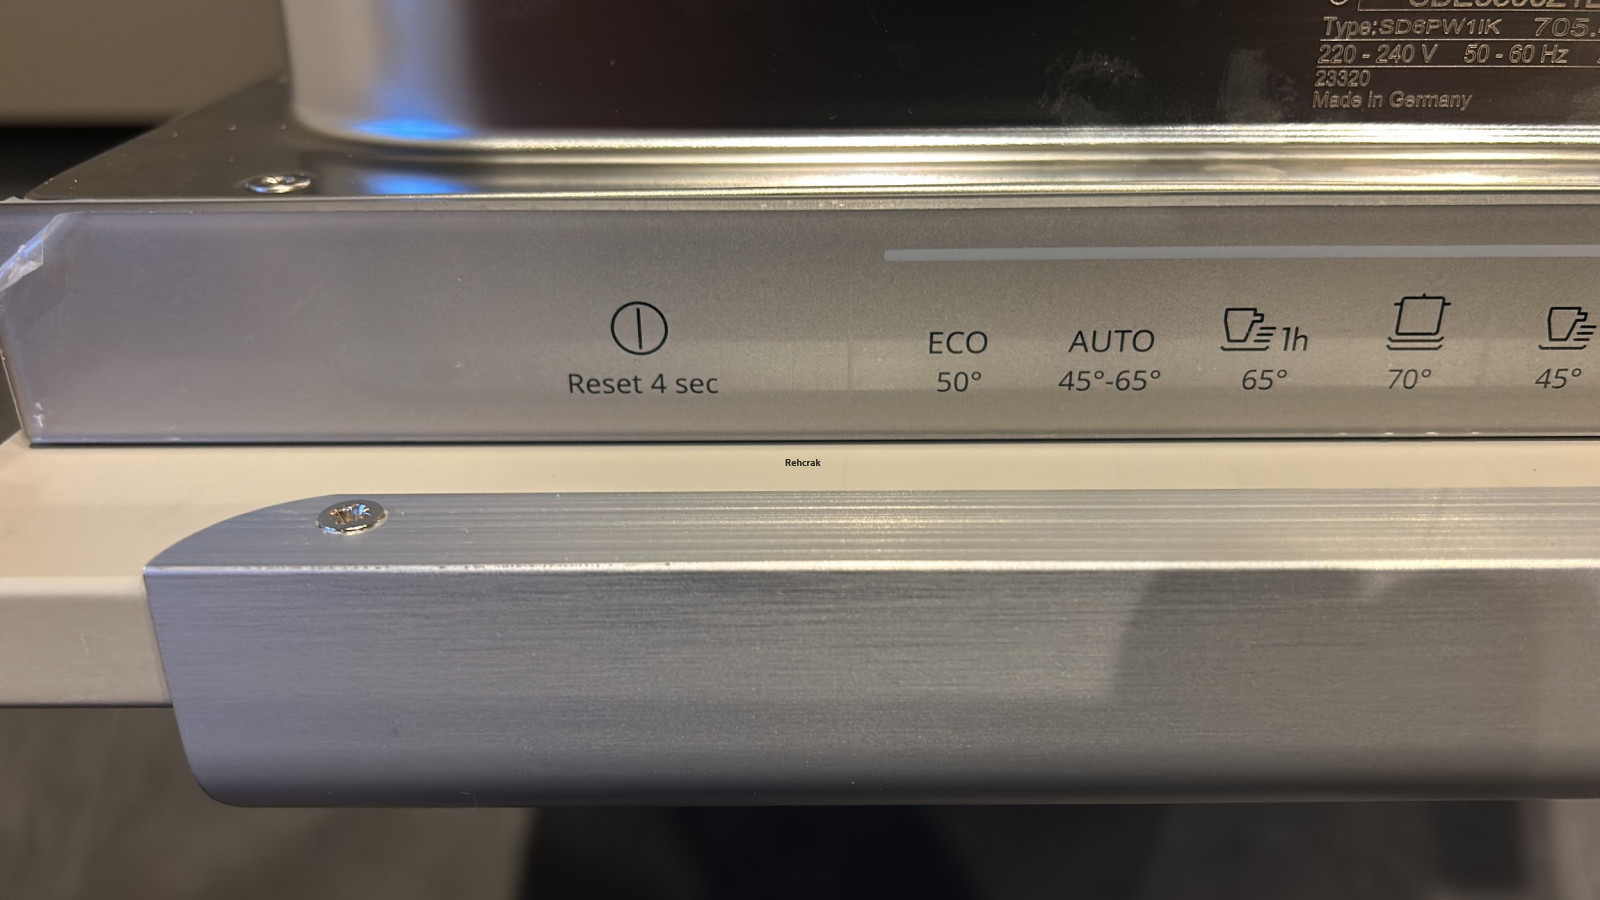 Type:SD6PW1IK 705.
220 - 240 V 50 - 60 Hz
23320
Made in Germany
1h
ECO AUTO
Reset 4 sec 50° 45°-65° 65° 70° 45°
Rehcrak